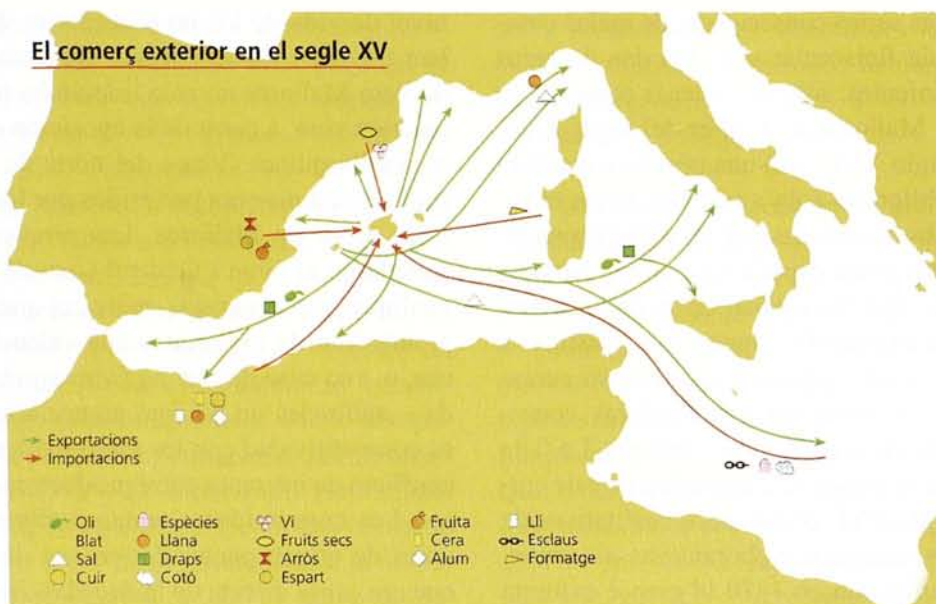 El comerç exterior en el segle XV
Exportacions
Importacions
Oli
Blat
Sal
Cuir
Espècies
Llana
Draps
Cotó
Vi
Fruits secs
Arròs
Espart
Fruita
Cera
Alum
Lli
Esclaus
Formatge